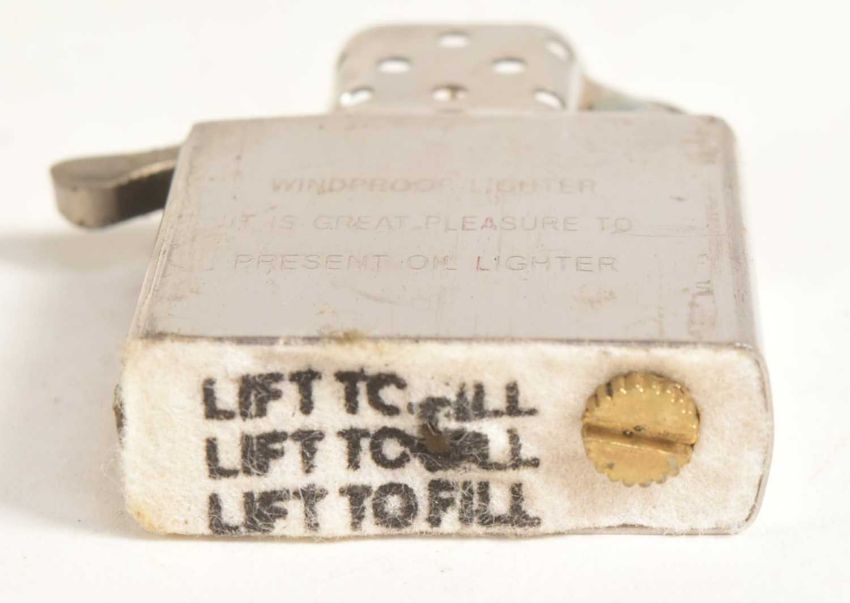 WINDPROOF LIGHTER
IT IS GREAT PLEASURE TO
PRESENT OIL LIGHTER
LIFT TO FILL
LIFT TO FILL
LIFT TO FILL